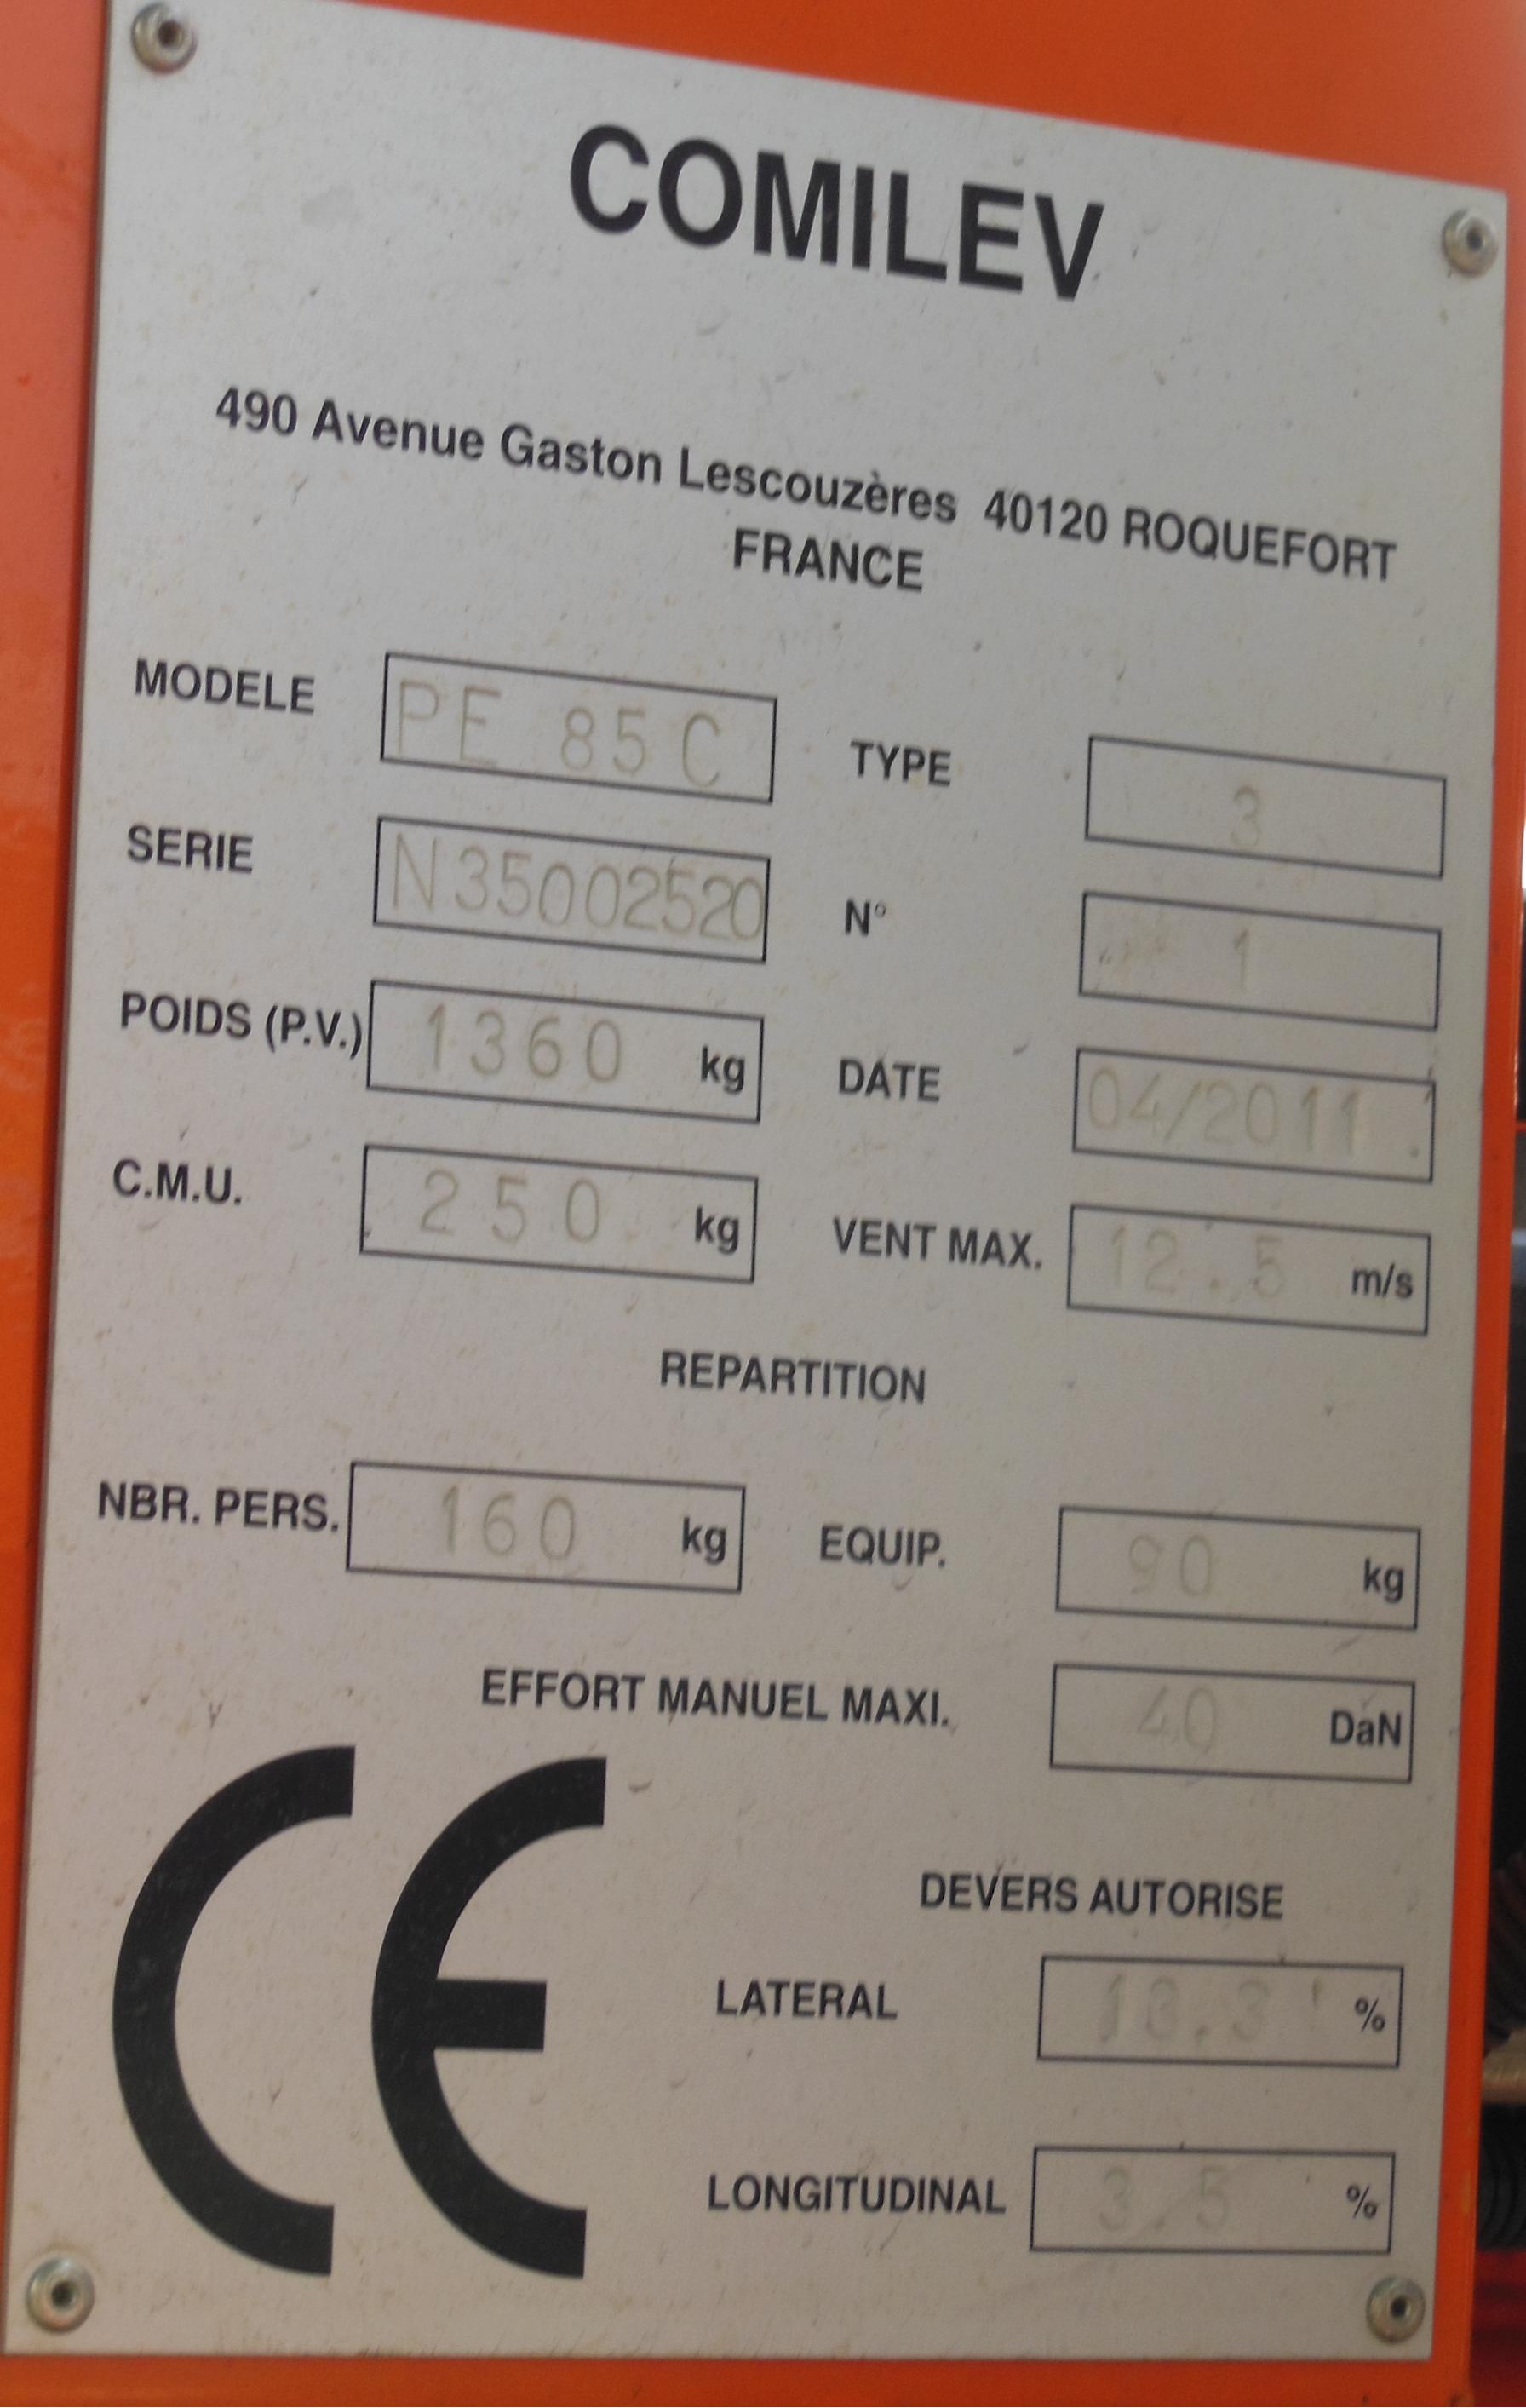 COMILEV
490 Avenue Gaston Lescouzères 40120 ROQUEFORT
FRANCE
MODELE PE 85C TYPE 3
SERIE N35002520 N° 1
POIDS (P.V.) 1360 kg DATE 04/2011
C.M.U. 250 kg VENT MAX. 12.5 m/s
REPARTITION
NBR. PERS. 160 kg EQUIP. 90 kg
EFFORT MANUEL MAXI. 40 DaN
CE
DEVERS AUTORISE
LATERAL %
LONGITUDINAL 3.5 %